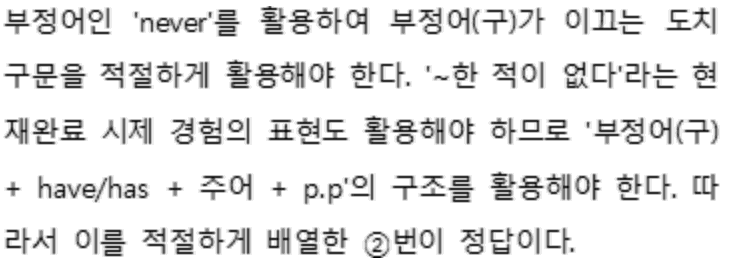 부정어인 'never'를 활용하여 부정어(구)가 이끄는 도치
구문을 적절하게 활용해야 한다. '~한 적이 없다'라는 현
재완료 시제 경험의 표현도 활용해야 하므로 '부정어(구)
+ have/has + 주어 + p.p'의 구조를 활용해야 한다. 따
라서 이를 적절하게 배열한 ②번이 정답이다.